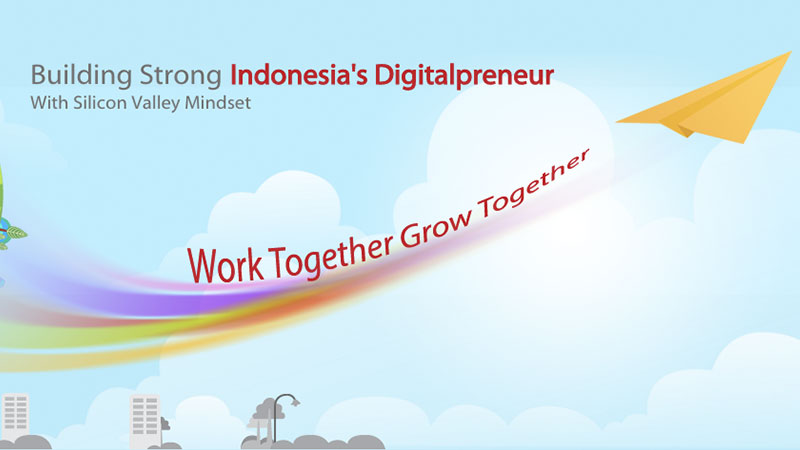 Building Strong Indonesia's Digitalpreneur
With Silicon Valley Mindset
Work Together Grow Together